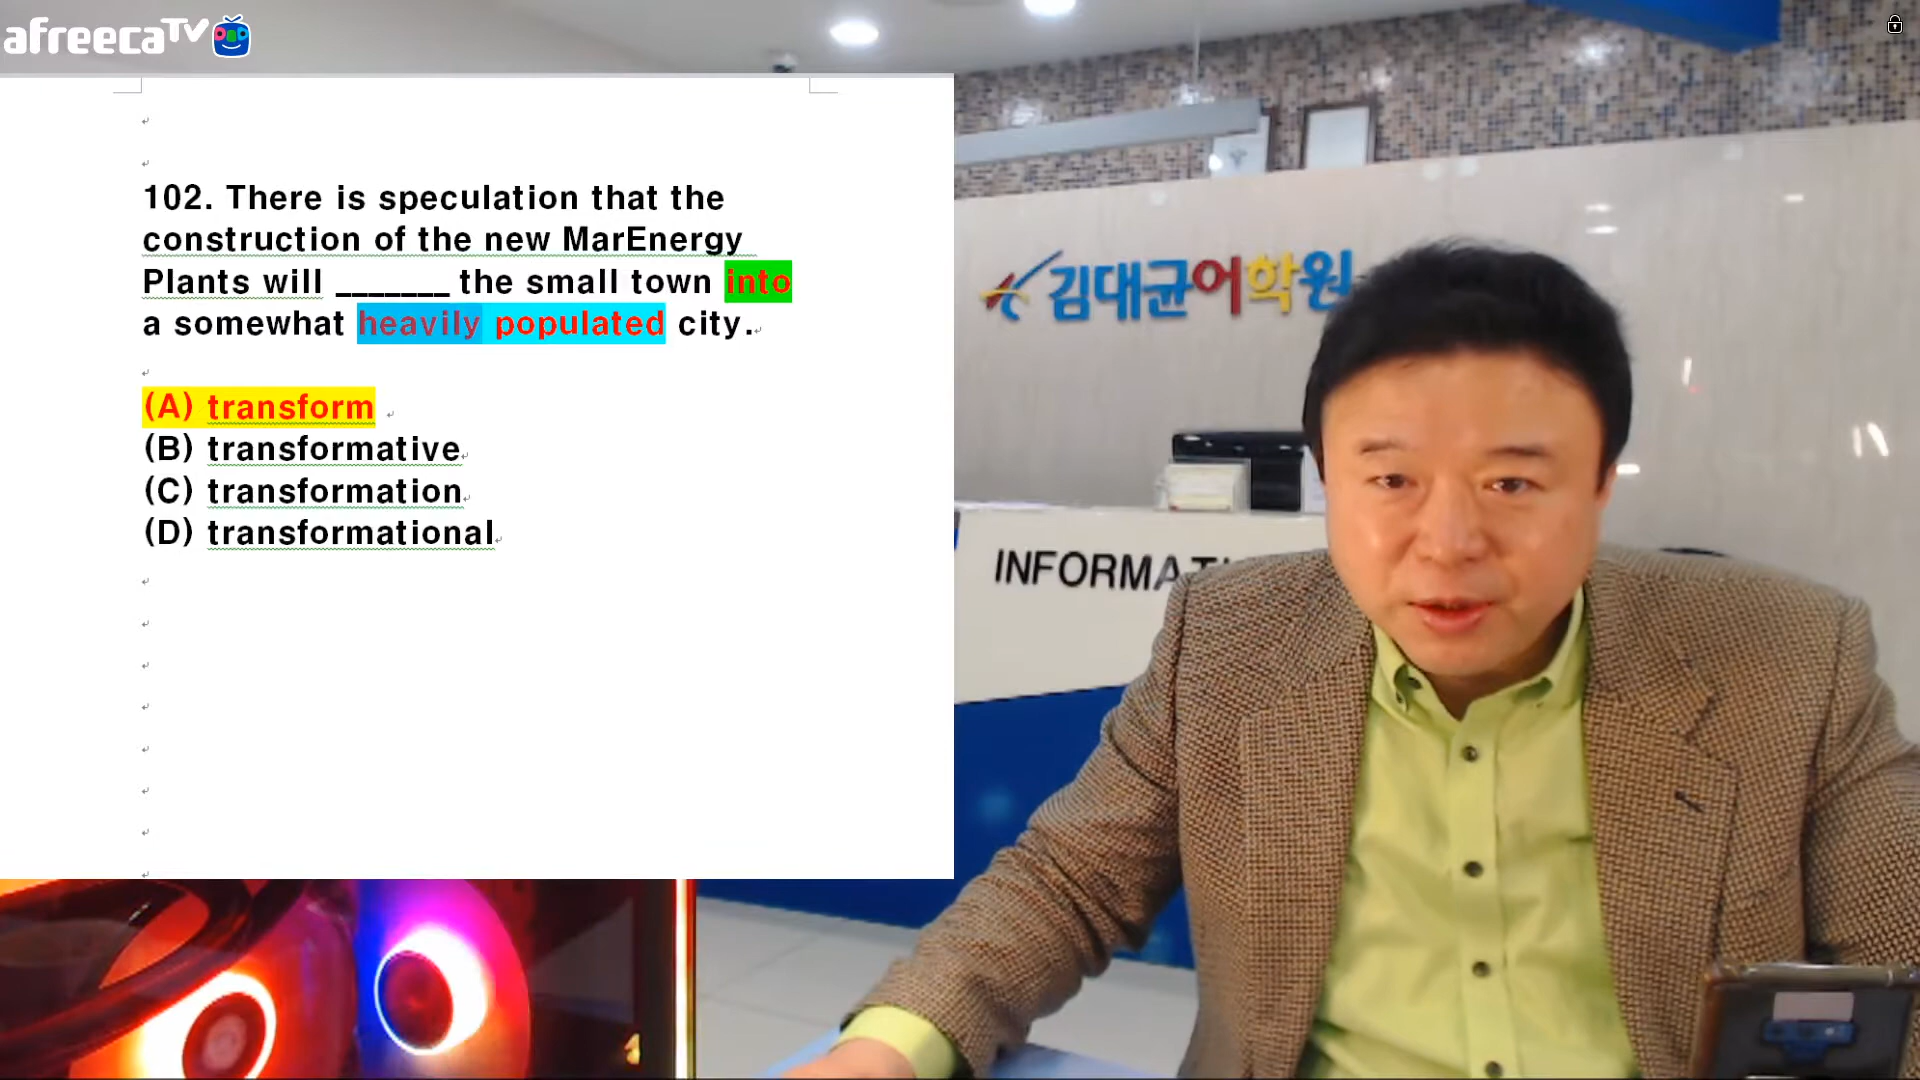 afreecaTV
102. There is speculation that the
construction of the new MarEnergy
Plants will _______ the small town into
a somewhat heavily populated city.
(A) transform
(B) transformative
(C) transformation
(D) transformational
김대균어학원
INFORMATI